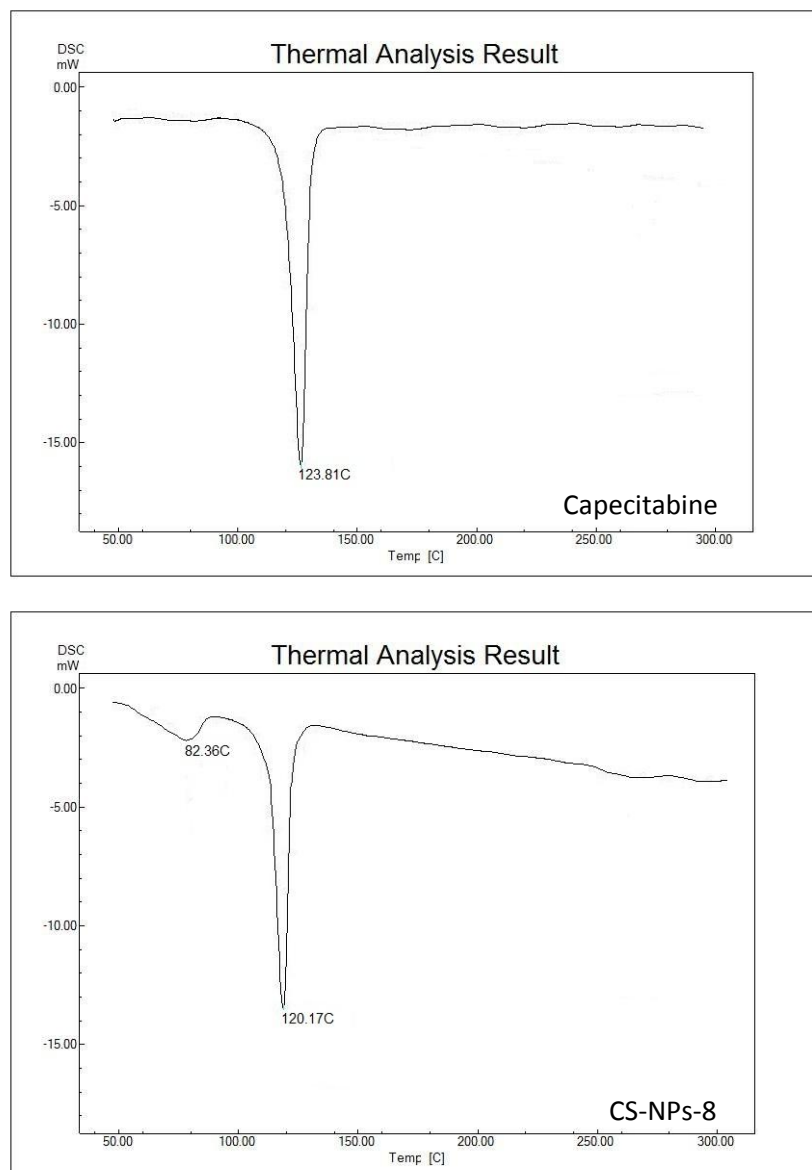 Thermal Analysis Result
DSC
mW
0.00
-5.00
-10.00
-15.00
123.81C
Capecitabine
50.00 100.00 150.00 200.00 250.00 300.00
Temp [C]
Thermal Analysis Result
DSC
mW
0.00
82.36C
-5.00
-10.00
120.17C
-15.00
CS-NPs-8
50.00 100.00 150.00 200.00 250.00 300.00
Temp [C]